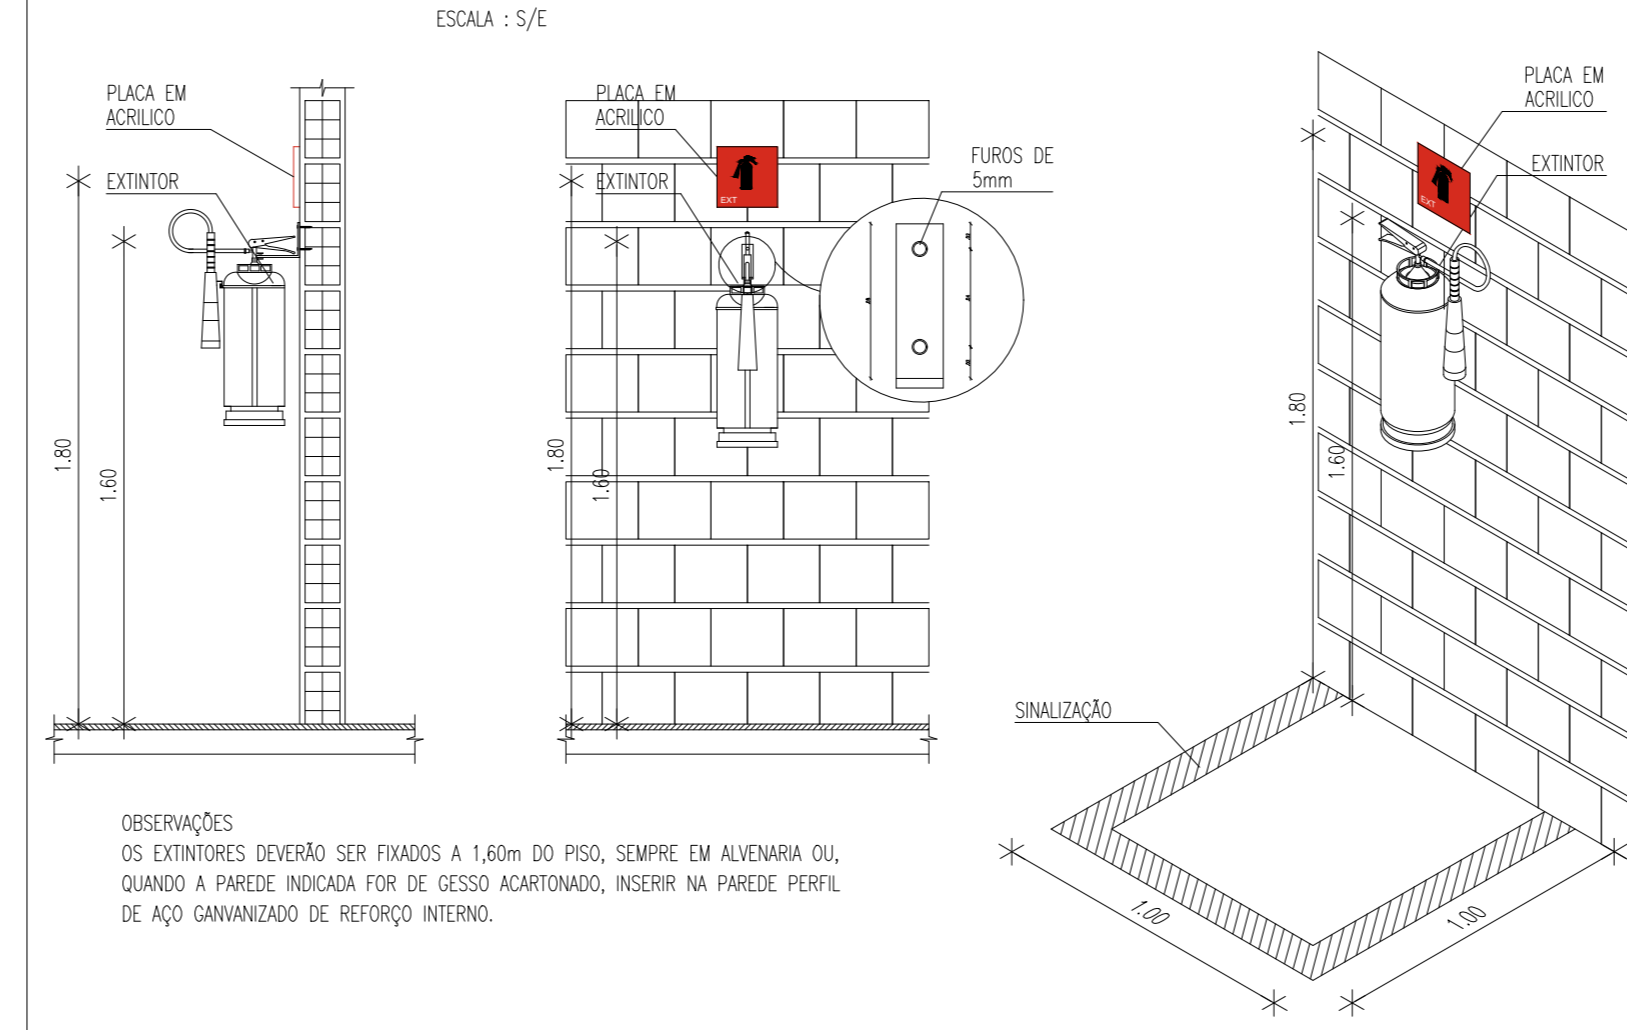 ESCALA : S/E
PLACA EM
ACRILICO
EXTINTOR
1.80
1.60
PLACA EM
ACRILICO
EXTINTOR
EXT
FUROS DE
5mm
1.80
1.60
PLACA EM
ACRILICO
EXTINTOR
EXT
1.80
1.60
SINALIZAÇÃO
1.00
1.00
OBSERVAÇÕES
OS EXTINTORES DEVERÃO SER FIXADOS A 1,60m DO PISO, SEMPRE EM ALVENARIA OU,
QUANDO A PAREDE INDICADA FOR DE GESSO ACARTONADO, INSERIR NA PAREDE PERFIL
DE AÇO GANVANIZADO DE REFORÇO INTERNO.